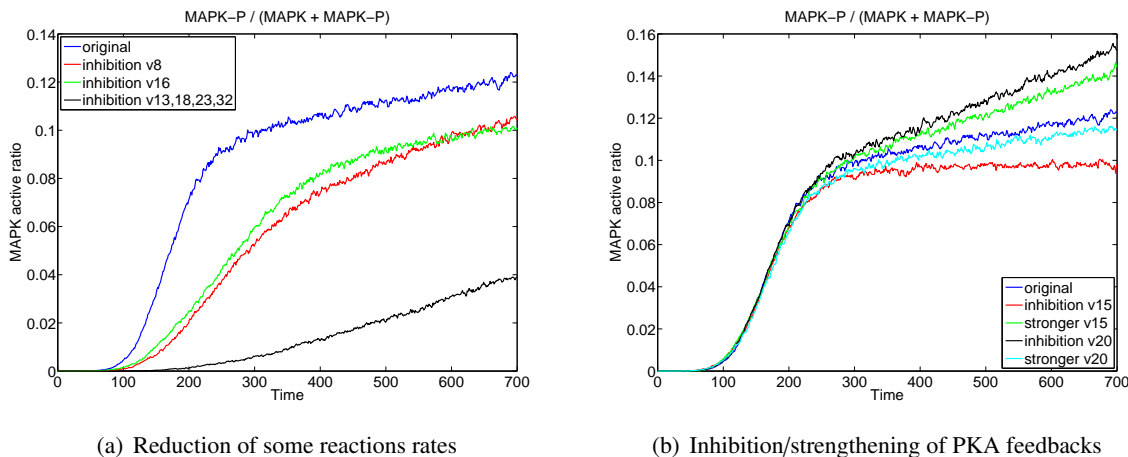 MAPK−P / (MAPK + MAPK−P)
0.14
0.12
0.1
0.08
0.06
0.04
0.02
0
MAPK active ratio
original
inhibition v8
inhibition v16
inhibition v13,18,23,32
0 100 200 300 400 500 600 700
Time
(a) Reduction of some reactions rates
MAPK−P / (MAPK + MAPK−P)
0.16
0.14
0.12
0.1
0.08
0.06
0.04
0.02
0
MAPK active ratio
original
inhibition v15
stronger v15
inhibition v20
stronger v20
0 100 200 300 400 500 600 700
Time
(b) Inhibition/strengthening of PKA feedbacks